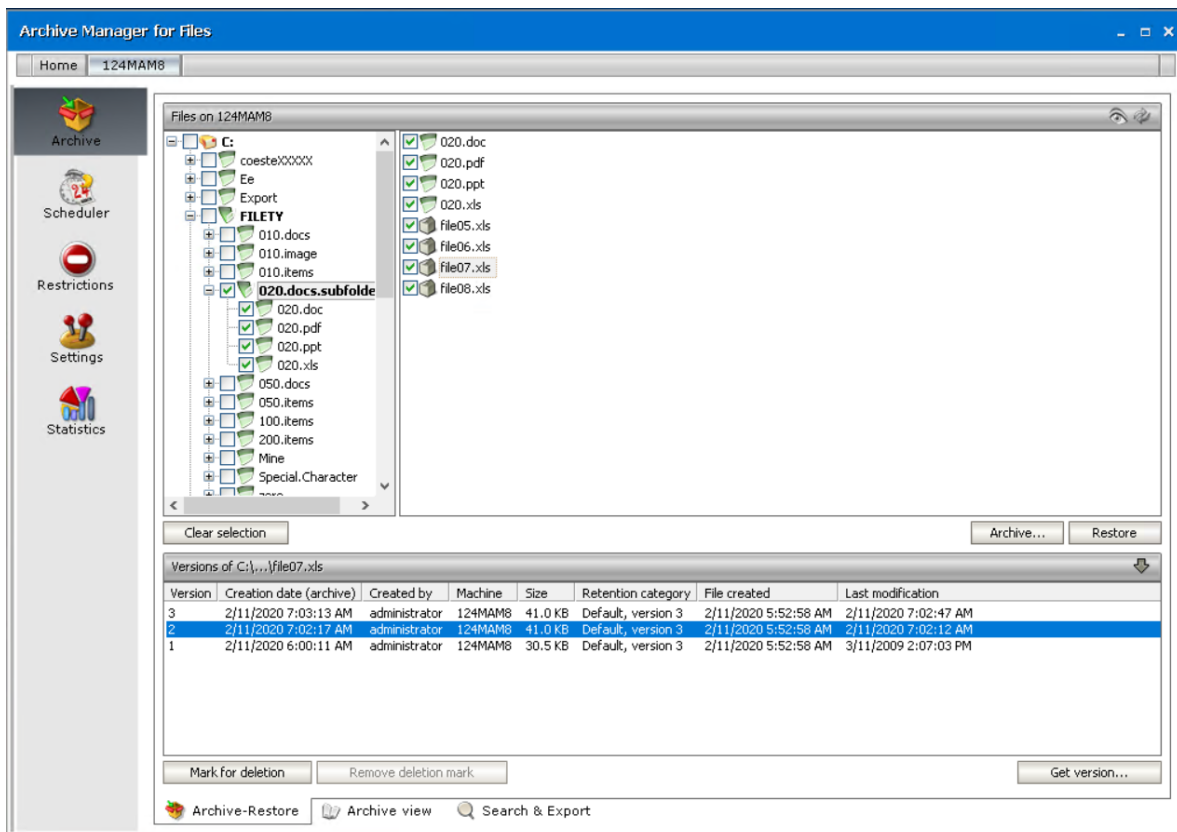 Archive Manager for Files
Home 124MAM8
Archive
Scheduler
24
Restrictions
Settings
Statistics
Files on 124MAM8
C:
coesteXXXXX
Ee
Export
FILETY
010.docs
010.image
010.items
020.docs.subfolde
020.doc
020.pdf
020.ppt
020.xls
050.docs
050.items
100.items
200.items
Mine
Special.Character
020.doc
020.pdf
020.ppt
020.xls
file05.xls
file06.xls
file07.xls
file08.xls
Clear selection Archive... Restore
Versions of C:\...\file07.xls
Version Creation date (archive) Created by Machine Size Retention category File created Last modification
3 2/11/2020 7:03:13 AM administrator 124MAM8 41.0 KB Default, version 3 2/11/2020 5:52:58 AM 2/11/2020 7:02:47 AM
2 2/11/2020 7:02:17 AM administrator 124MAM8 41.0 KB Default, version 3 2/11/2020 5:52:58 AM 2/11/2020 7:02:12 AM
1 2/11/2020 6:00:11 AM administrator 124MAM8 30.5 KB Default, version 3 2/11/2020 5:52:58 AM 3/11/2009 2:07:03 PM
Mark for deletion Remove deletion mark Get version...
Archive-Restore Archive view Search & Export